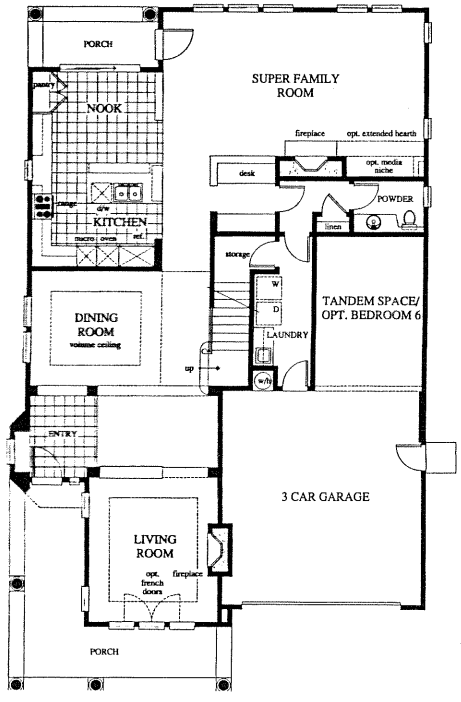 PORCH
SUPER FAMILY
ROOM
pantry
NOOK
fireplace
opt. extended hearth
desk
opt. media
niche
range
d/w
POWDER
KITCHEN
linen
micro
oven
ref.
storage
W
TANDEM SPACE/
OPT. BEDROOM 6
D
DINING
ROOM
volume ceiling
LAUNDRY
up
w/h
ENTRY
3 CAR GARAGE
LIVING
ROOM
opt.
french
doors
fireplace
PORCH